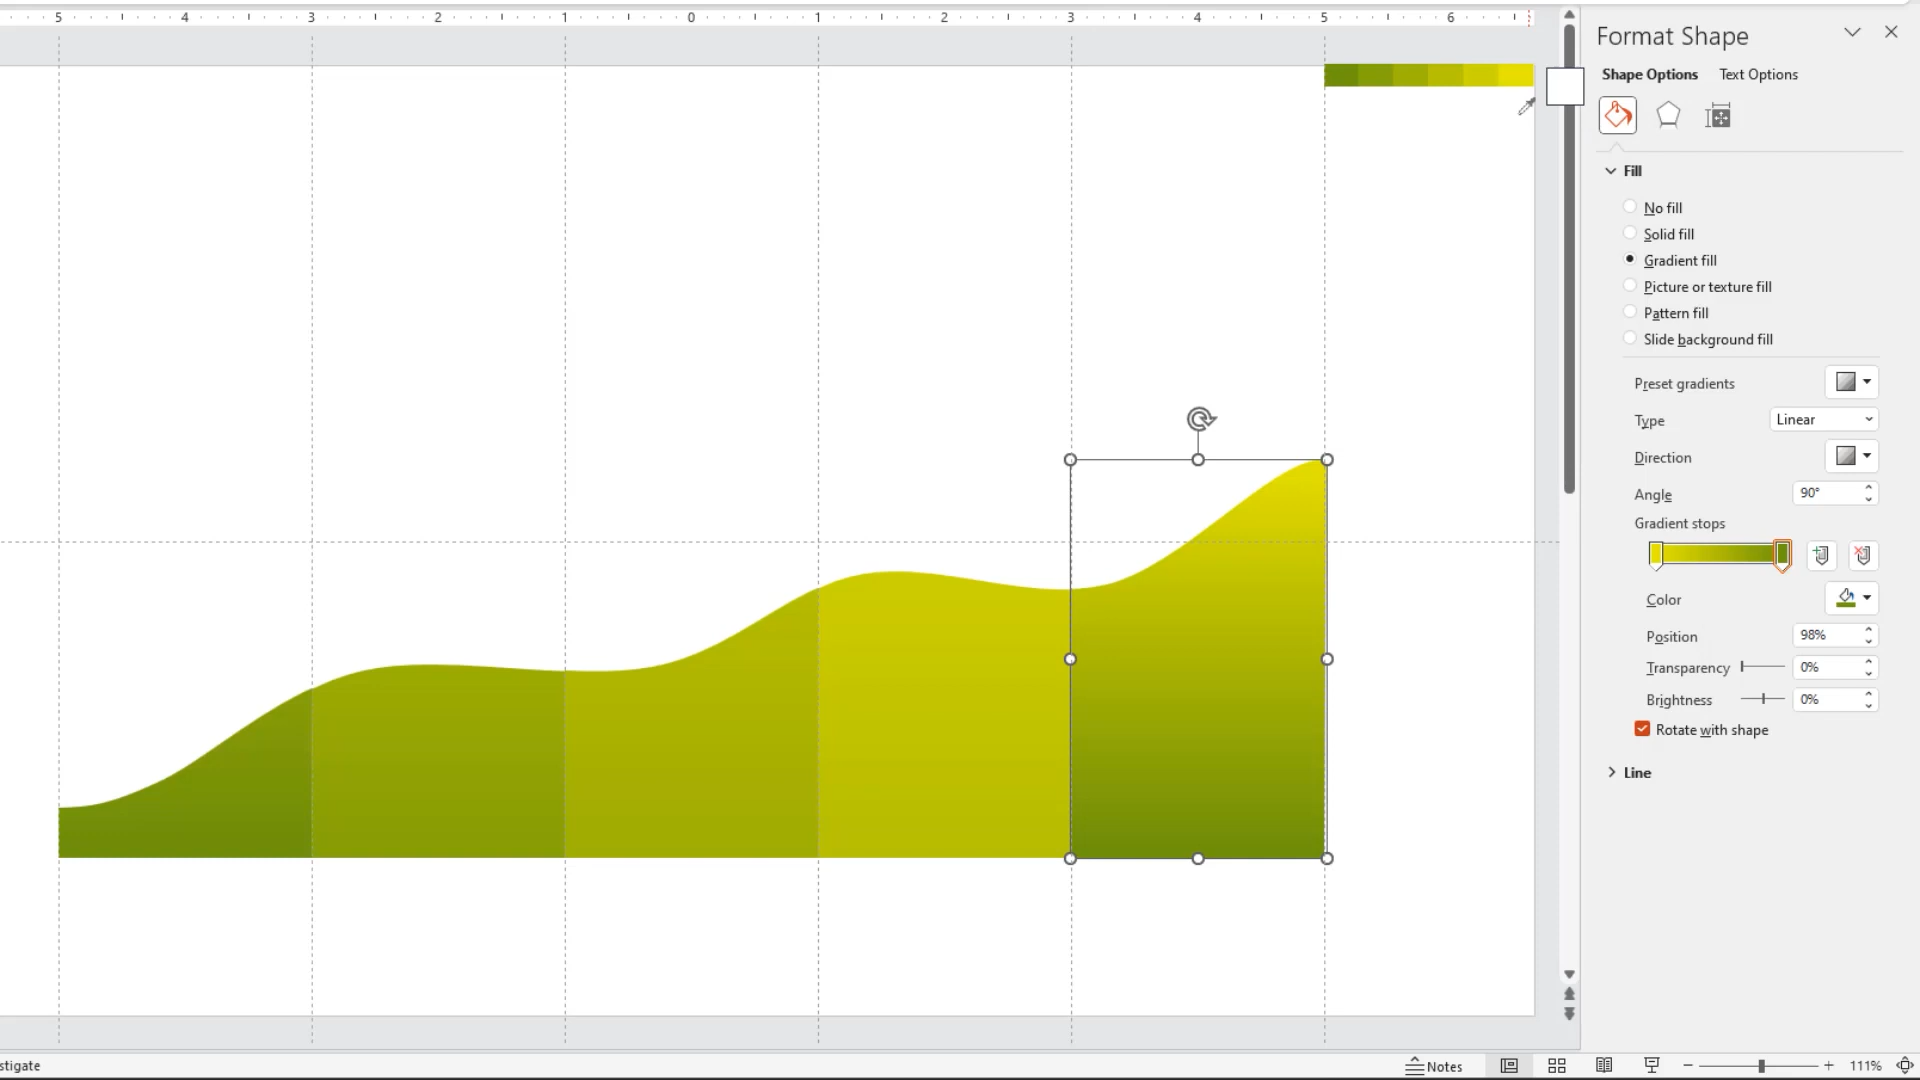 5 4 3 2 1 0 1 2 3 4 5 6
Format Shape
Shape Options Text Options
Fill
No fill
Solid fill
Gradient fill
Picture or texture fill
Pattern fill
Slide background fill
Preset gradients
Type Linear
Direction
Angle 90°
Gradient stops
Color
Position 98%
Transparency 0%
Brightness 0%
Rotate with shape
Line
stigate
Notes
111%